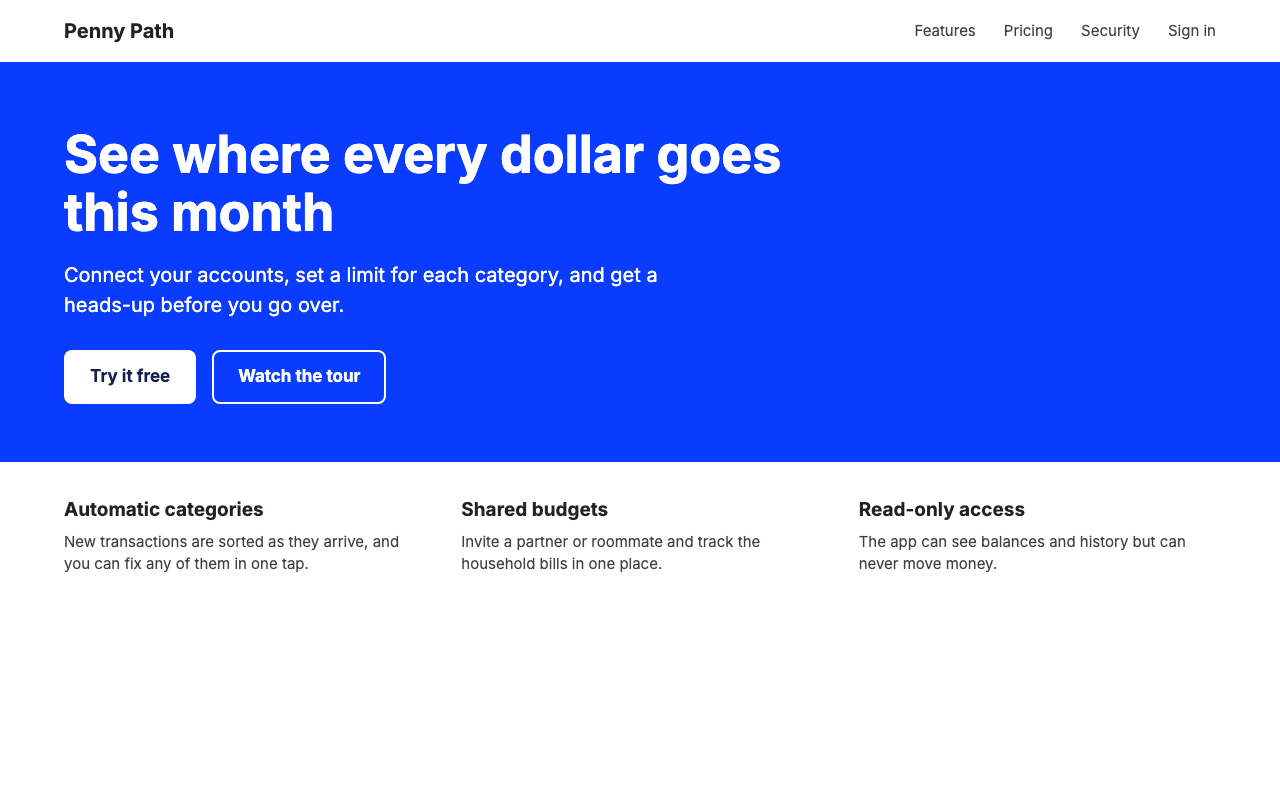 Penny Path
Features Pricing Security Sign in
See where every dollar goes
this month
Connect your accounts, set a limit for each category, and get a
heads-up before you go over.
Try it free
Watch the tour
Automatic categories
New transactions are sorted as they arrive, and
you can fix any of them in one tap.
Shared budgets
Invite a partner or roommate and track the
household bills in one place.
Read-only access
The app can see balances and history but can
never move money.